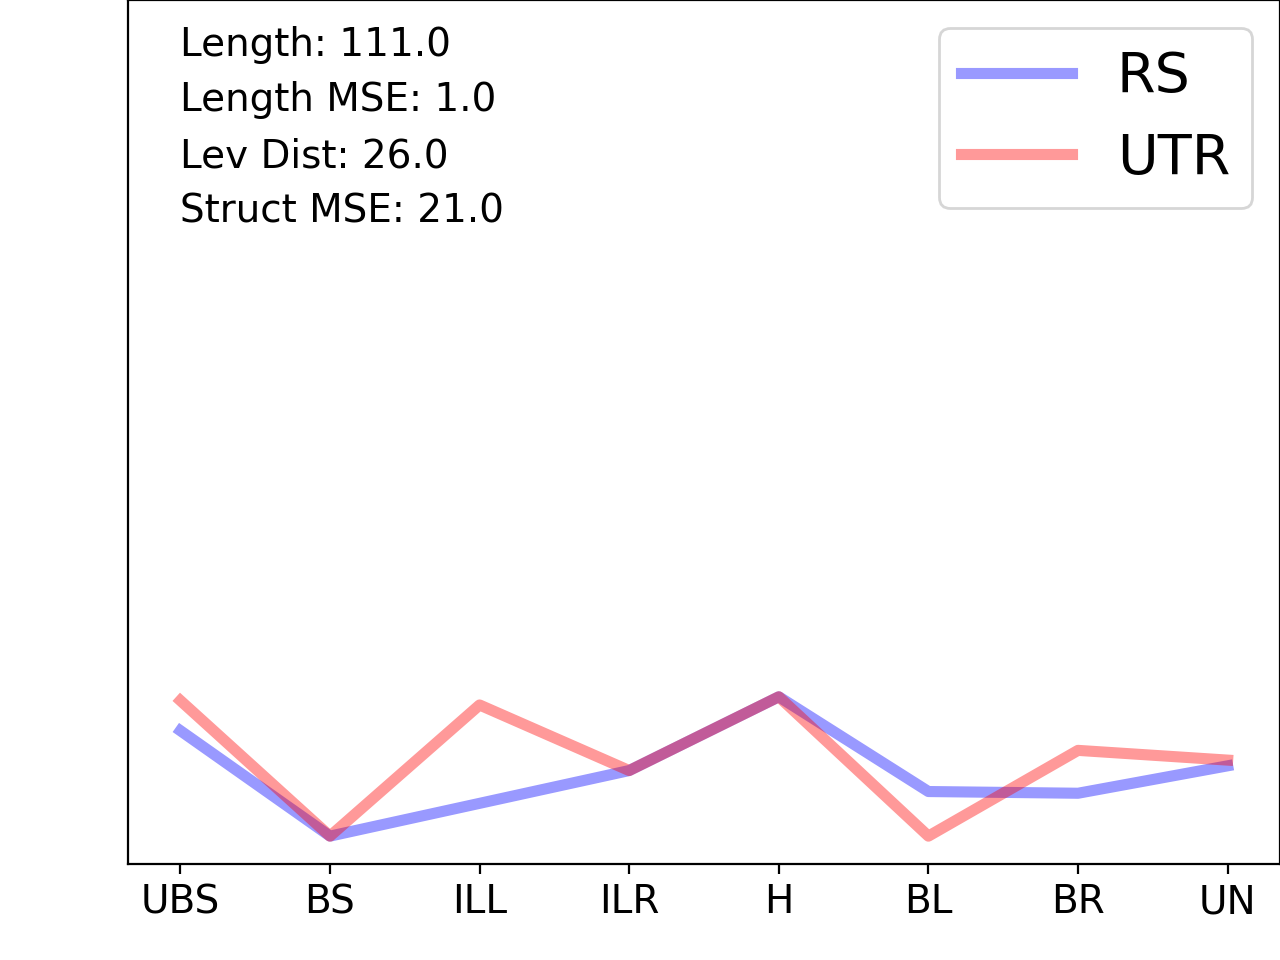 Length: 111.0
Length MSE: 1.0
Lev Dist: 26.0
Struct MSE: 21.0
RS
UTR
UBS BS ILL ILR H BL BR UN